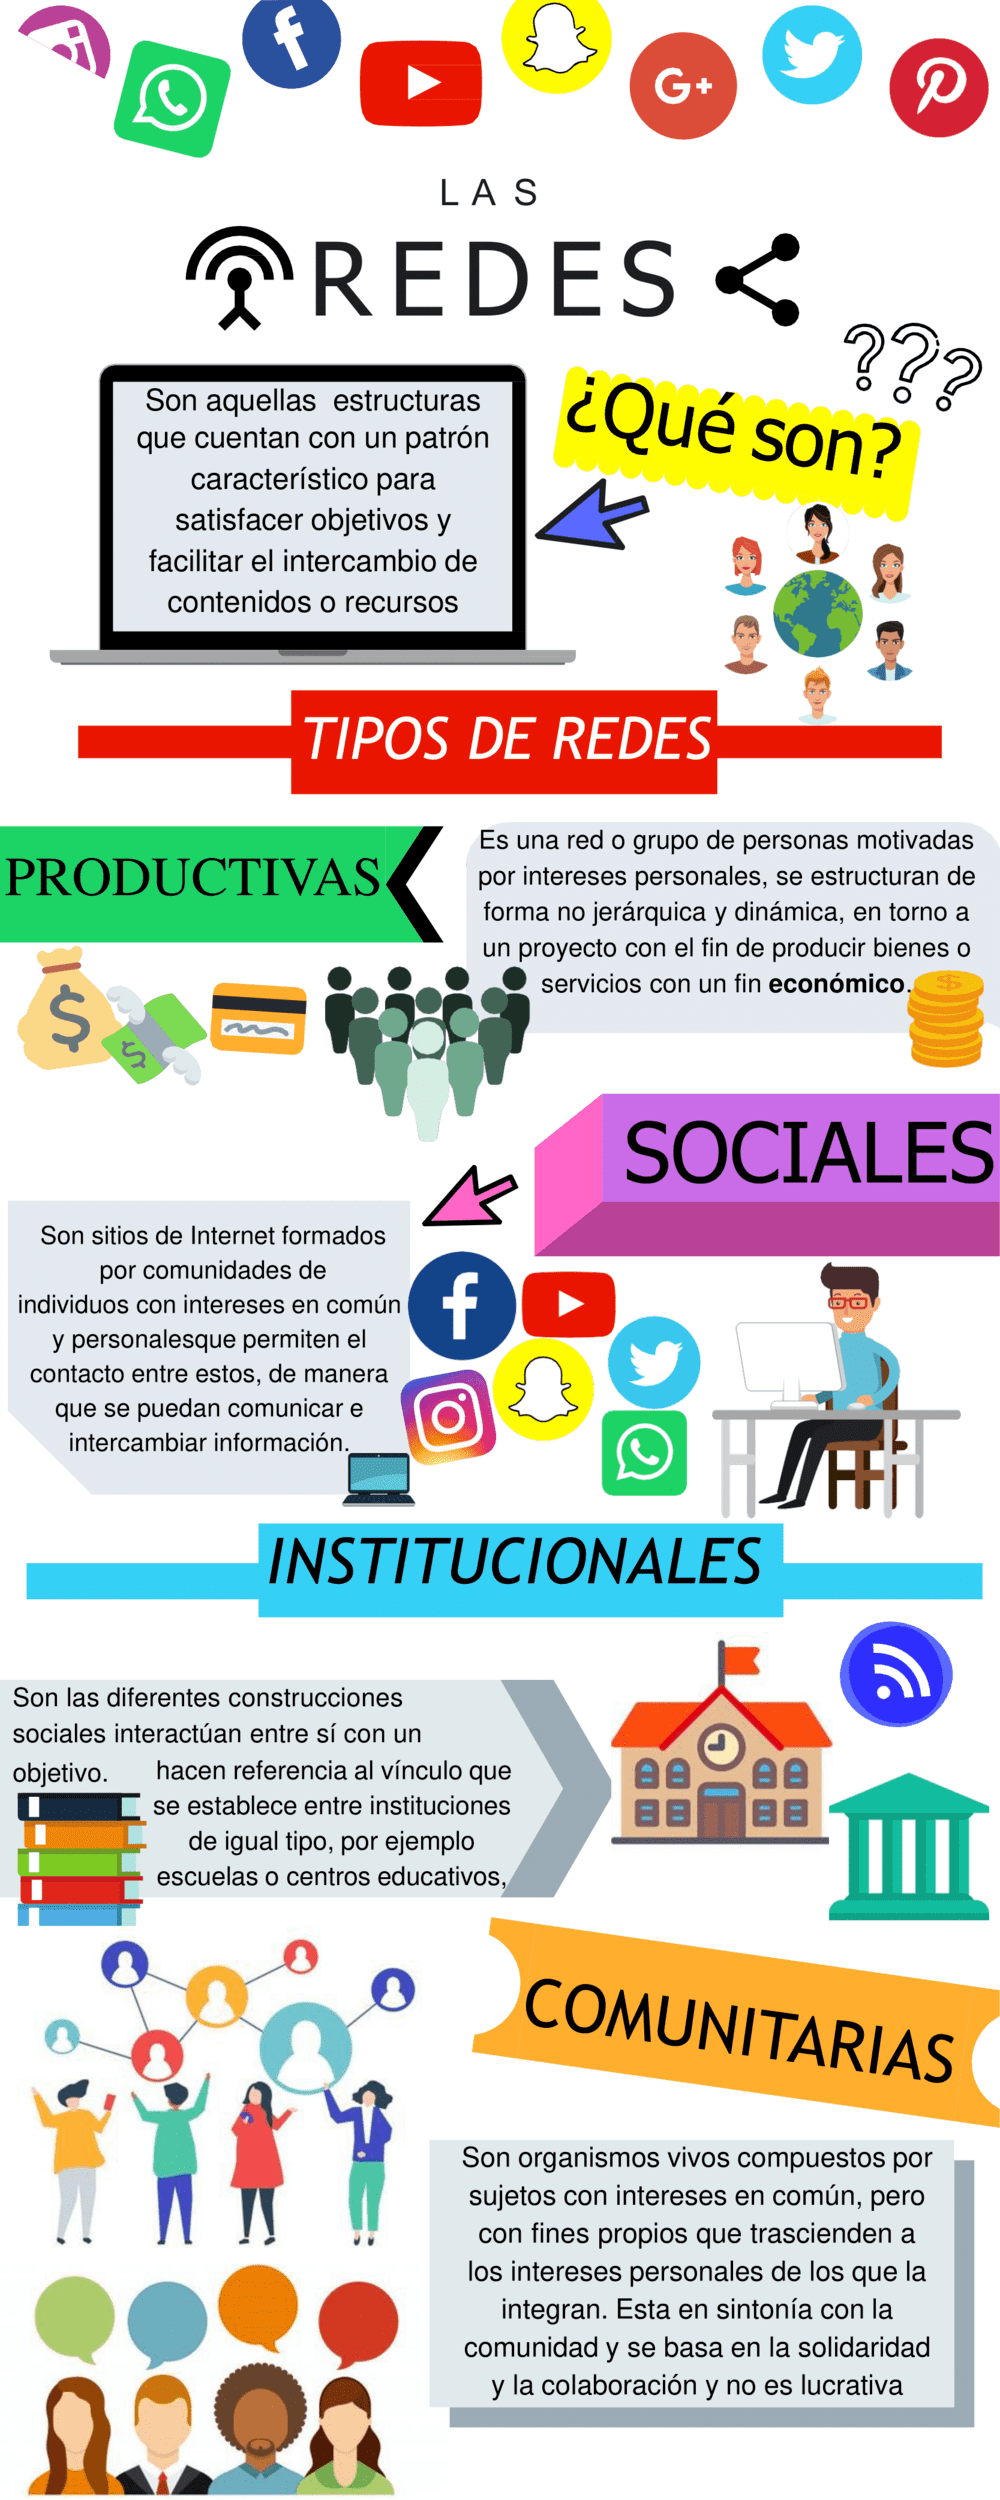 LAS
REDES
¿Qué son?
Son aquellas estructuras
que cuentan con un patrón
característico para
satisfacer objetivos y
facilitar el intercambio de
contenidos o recursos
TIPOS DE REDES
PRODUCTIVAS
Es una red o grupo de personas motivadas
por intereses personales, se estructuran de
forma no jerárquica y dinámica, en torno a
un proyecto con el fin de producir bienes o
servicios con un fin económico.
SOCIALES
Son sitios de Internet formados
por comunidades de
individuos con intereses en común
y personalesque permiten el
contacto entre estos, de manera
que se puedan comunicar e
intercambiar información.
INSTITUCIONALES
Son las diferentes construcciones
sociales interactúan entre sí con un
objetivo.
hacen referencia al vínculo que
se establece entre instituciones
de igual tipo, por ejemplo
escuelas o centros educativos,
COMUNITARIAS
Son organismos vivos compuestos por
sujetos con intereses en común, pero
con fines propios que trascienden a
los intereses personales de los que la
integran. Esta en sintonía con la
comunidad y se basa en la solidaridad
y la colaboración y no es lucrativa